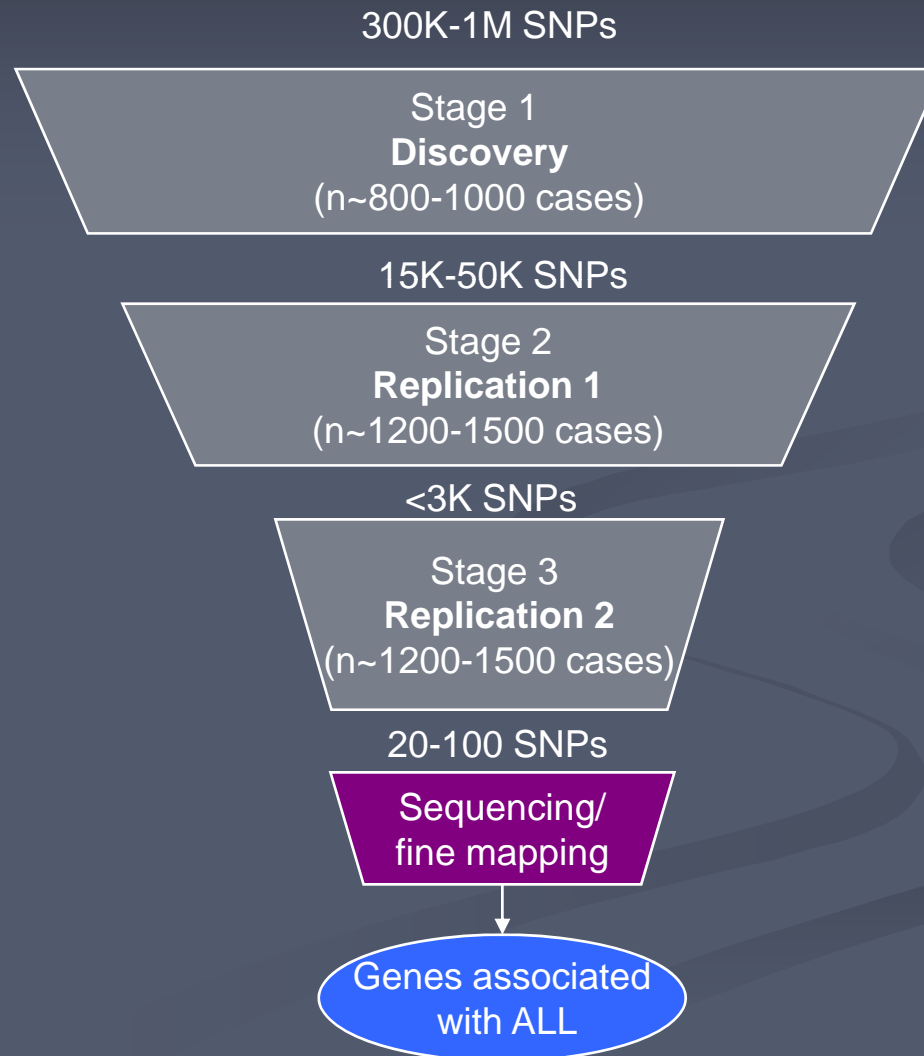 300K-1M SNPs
Stage 1
Discovery
(n~800-1000 cases)
15K-50K SNPs
Stage 2
Replication 1
(n~1200-1500 cases)
<3K SNPs
Stage 3
Replication 2
(n~1200-1500 cases)
20-100 SNPs
Sequencing/
fine mapping
Genes associated
with ALL